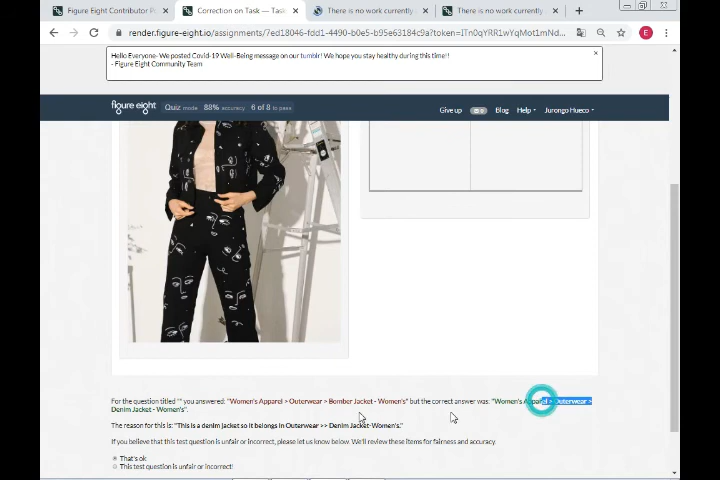 Figure Eight Contributor P
Correction on Task — Task
There is no work currently
There is no work currently
render.figure-eight.io/assignments/7ed18046-fdd1-4490-b0e5-b95e63184c9a?token=ITn0qYRR1wYqMot1mNd...
E
Hello Everyone- We posted Covid-19 Well-Being message on our tumblr! We hope you stay healthy during this time!
- Figure Eight Community Team
figure eight Quiz mode 88% accuracy 6 of 8 to pass Give up Blog Help Jurongo Hueco
For the question titled "" you answered: "Women's Apparel > Outerwear > Bomber Jacket - Women's" but the correct answer was: "Women's Apparel > Outerwear >
Denim Jacket - Women's".
The reason for this is: "This is a denim jacket so it belongs in Outerwear >> Denim Jacket-Women's."
If you believe that this test question is unfair or incorrect, please let us know below. We'll review these items for fairness and accuracy.
That's ok
This test question is unfair or incorrect!